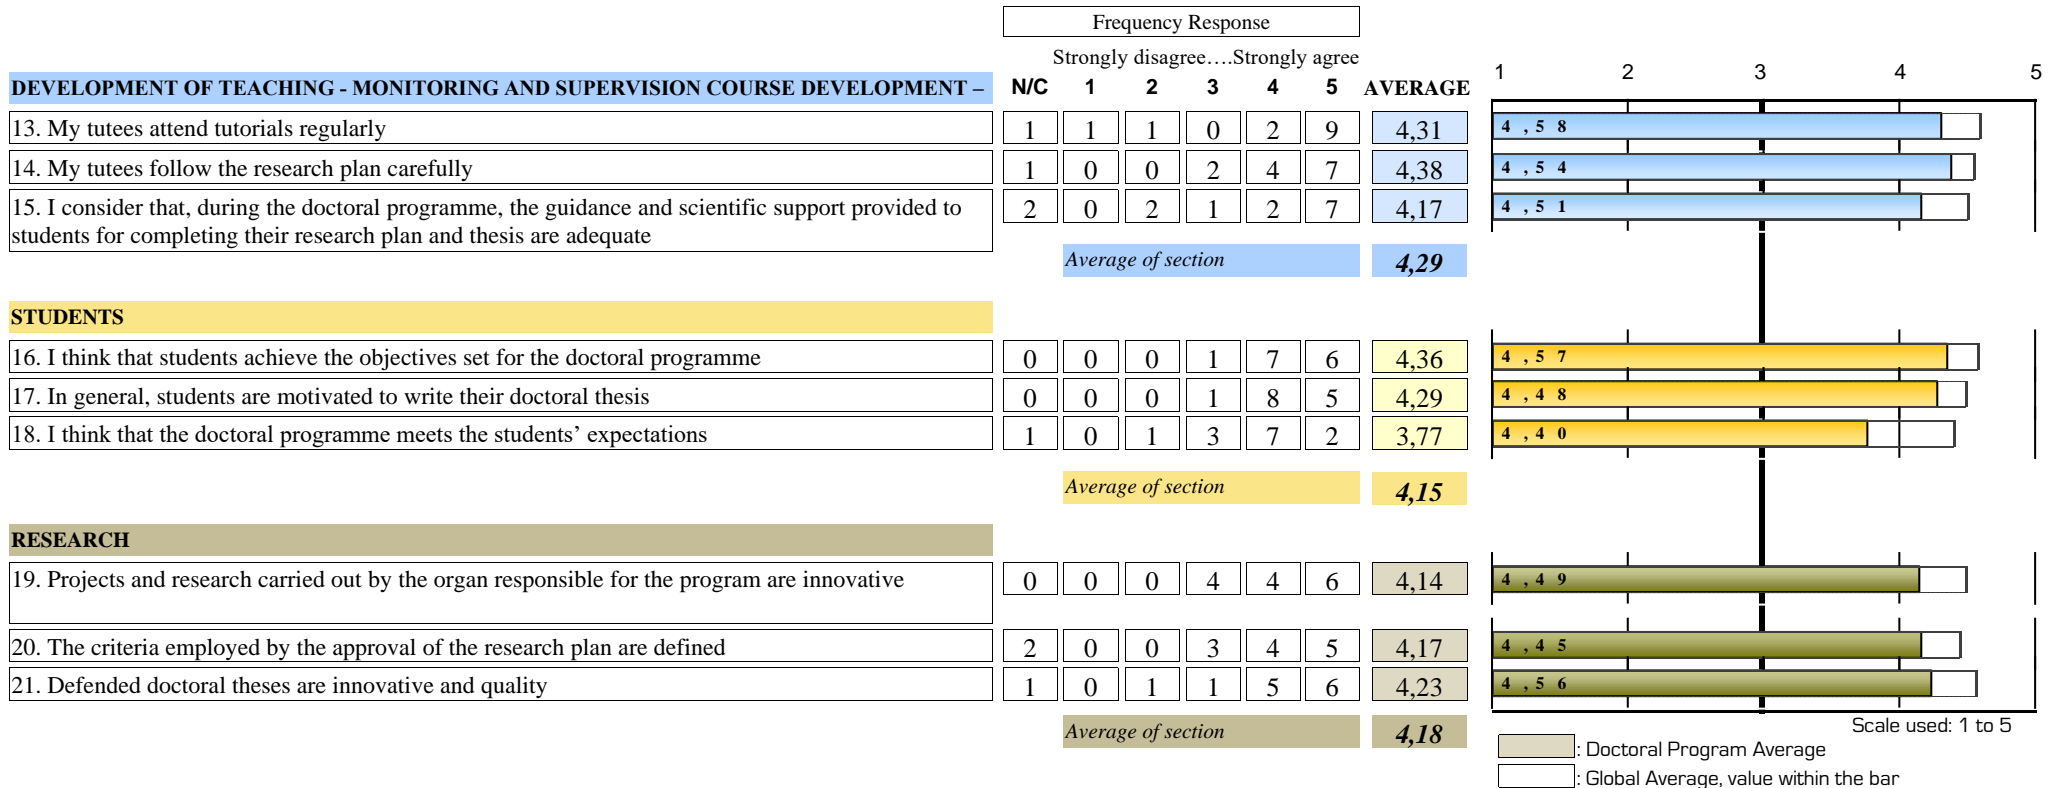 Frequency Response
Strongly disagree….Strongly agree
DEVELOPMENT OF TEACHING - MONITORING AND SUPERVISION COURSE DEVELOPMENT – N/C 1 2 3 4 5 AVERAGE 1 2 3 4 5
13. My tutees attend tutorials regularly 1 1 1 0 2 9 4,31 4,58
14. My tutees follow the research plan carefully 1 0 0 2 4 7 4,38 4,54
15. I consider that, during the doctoral programme, the guidance and scientific support provided to 2 0 2 1 2 7 4,17 4,51
students for completing their research plan and thesis are adequate
Average of section 4,29
STUDENTS
16. I think that students achieve the objectives set for the doctoral programme 0 0 0 1 7 6 4,36 4,57
17. In general, students are motivated to write their doctoral thesis 0 0 0 1 8 5 4,29 4,48
18. I think that the doctoral programme meets the students’ expectations 1 0 1 3 7 2 3,77 4,40
Average of section 4,15
RESEARCH
19. Projects and research carried out by the organ responsible for the program are innovative 0 0 0 4 4 6 4,14 4,49
20. The criteria employed by the approval of the research plan are defined 2 0 0 3 4 5 4,17 4,45
21. Defended doctoral theses are innovative and quality 1 0 1 1 5 6 4,23 4,56
Average of section 4,18
Scale used: 1 to 5
: Doctoral Program Average
: Global Average, value within the bar